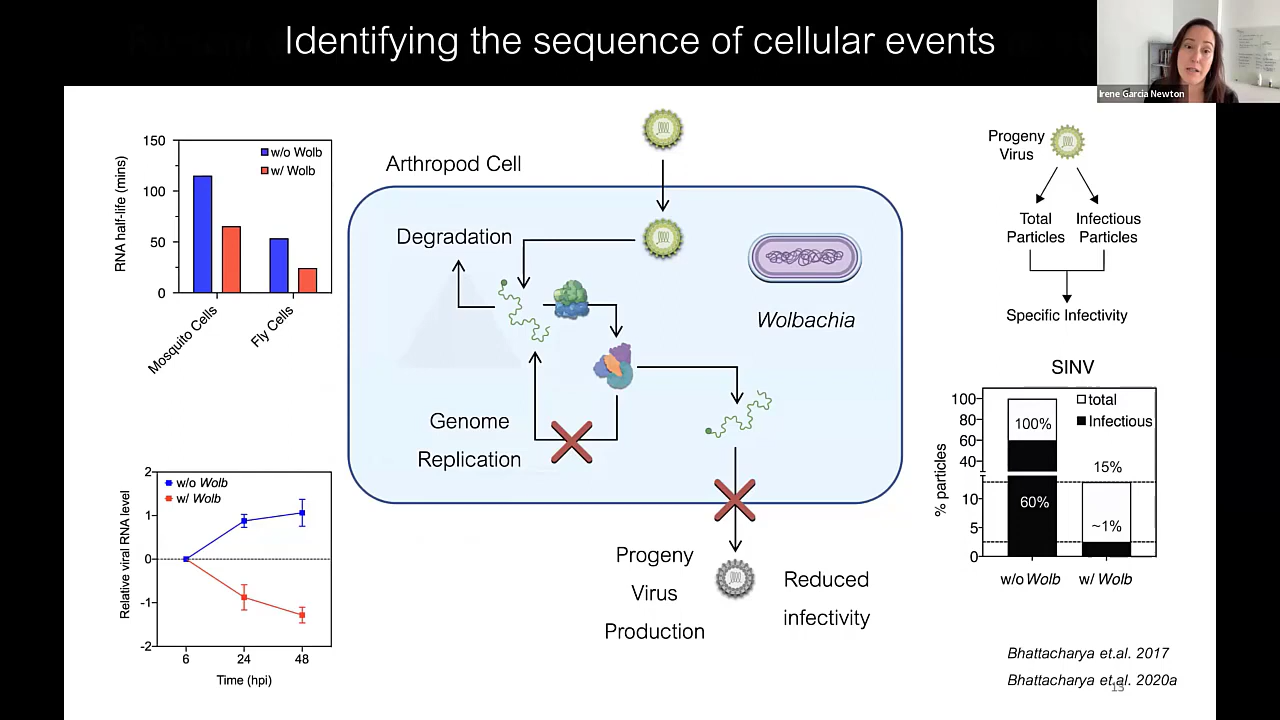 Identifying the sequence of cellular events
Irene Garcia Newton
150
100
50
0
RNA half-life (mins)
w/o Wolb
w/ Wolb
Mosquito Cells
Fly Cells
2
1
0
-1
-2
Relative viral RNA level
w/o Wolb
w/ Wolb
6 24 48
Time (hpi)
Arthropod Cell
Degradation
Wolbachia
Genome
Replication
Progeny
Virus
Production
Reduced
infectivity
Progeny
Virus
Total
Particles
Infectious
Particles
Specific Infectivity
SINV
100
80
60
40
10
5
0
% particles
total
Infectious
100%
60%
15%
~1%
w/o Wolb w/ Wolb
Bhattacharya et.al. 2017
Bhattacharya et.al. 2020a
13